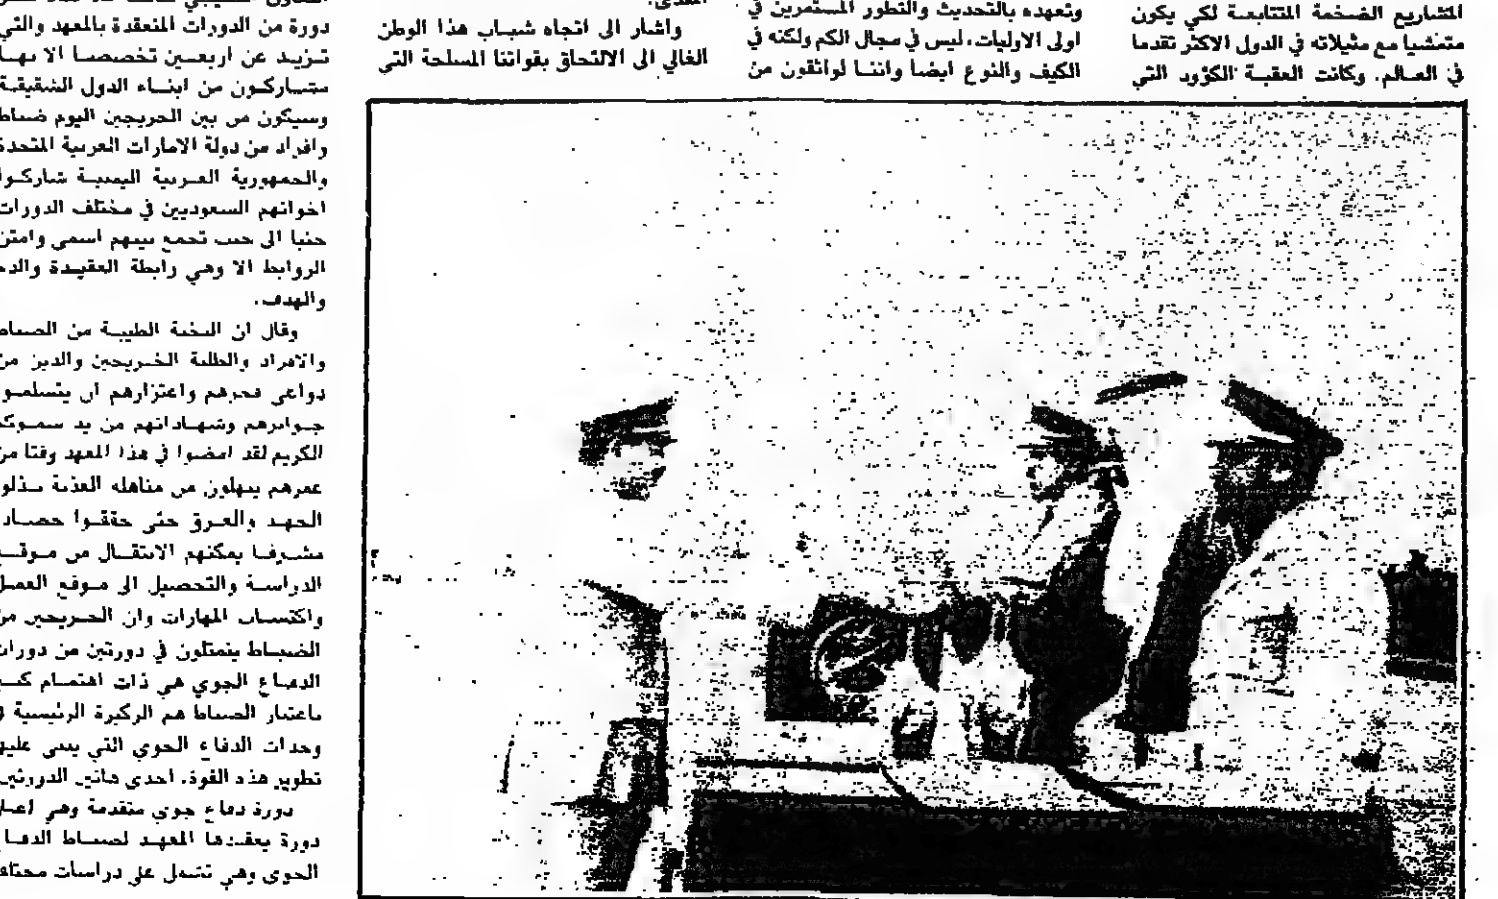 المشاريع الضخمة المتتابعة لكي يكون
متمشيا مع مثيلاته في الدول الاكثر تقدما
في العالم. وكانت العقبة الكؤود التي
وتعهده بالتحديث والتطور المستمرين في
اولى الاوليات، ليس في مجال الكم ولكنه في
الكيف والنوع ايضا واننا لواثقون من
واشار الى اتجاه شباب هذا الوطن
الغالي الى الالتحاق بقواتنا المسلحة التي
دورة من الدورات المنعقدة بالمعهد والتي
تزيد عن اربعين تخصصا الا بها
متشاركون من ابناء الدول الشقيقة
وسيكون من بين الخريجين اليوم ضباط
وافراد من دولة الامارات العربية المتحدة
والجمهورية العربية اليمنية شاركوا
اخوانهم السعوديين في مختلف الدورات
جنبا الى جنب تجمع بينهم اسمى وامتن
الروابط الا وهي رابطة العقيدة والدم
والهدف.
وقال ان النخبة الطيبة من الضباط
والافراد والطلبة الخريجين والذين من
دواعي فخرهم واعتزازهم ان يتسلموا
جوائزهم وشهاداتهم من يد سموكم
الكريم لقد امضوا في هذا المعهد وقتا من
عمرهم ينهلون من مناهله العذبة بذلوا
الجهد والعرق حتى حققوا حصادا
مشرفا يمكنهم الانتقال من موقع
الدراسة والتحصيل الى موقع العمل
واكتساب المهارات وان الخريجين من
الضباط يتمثلون في دورتين من دورات
الدفاع الجوي هي ذات اهتمام
باعتبار الضباط هم الركيزة الرئيسية
وحدات الدفاع الجوي التي يبنى عليها
تطوير هذه القوة. احدى هاتين الدورتين
دورة دفاع جوي متقدمة وهي
دورة يعقدها المعهد لضباط الدفاع
الجوي وهي تشمل على دراسات